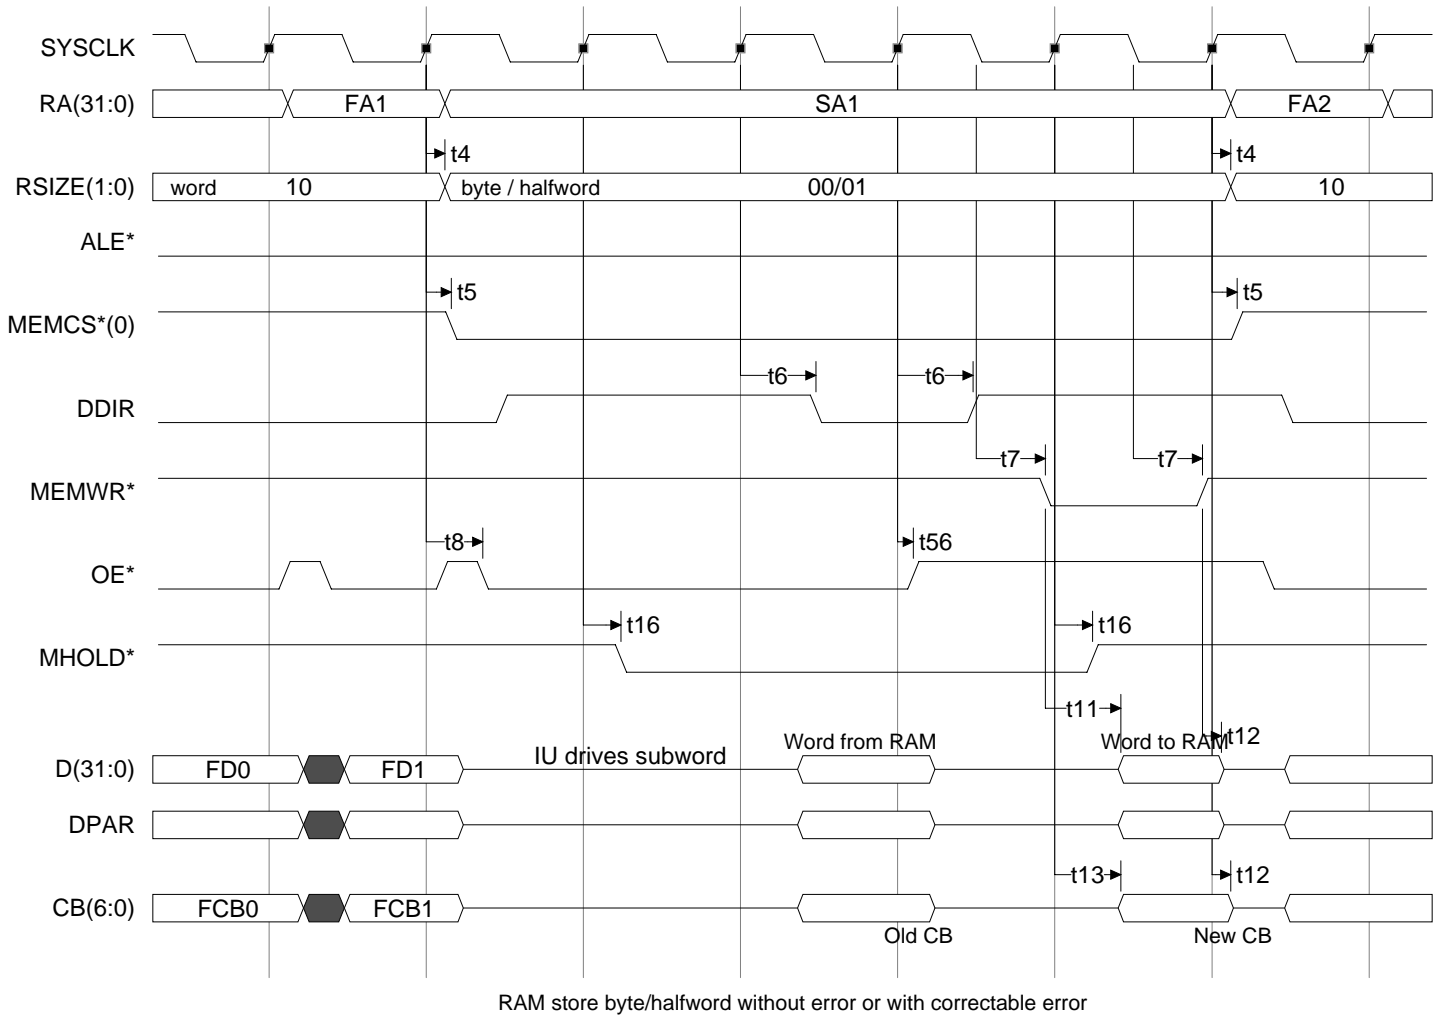 SYSCLK
RA(31:0) FA1 SA1 FA2
t4 t4
RSIZE(1:0) word 10 byte / halfword 00/01 10
ALE*
t5 t5
MEMCS*(0)
t6 t6
DDIR
t7 t7
MEMWR*
t8 t56
OE*
t16 t16
MHOLD*
t11
t12
IU drives subword Word from RAM Word to RAM
D(31:0) FD0 FD1
DPAR
t13 t12
CB(6:0) FCB0 FCB1
Old CB New CB
RAM store byte/halfword without error or with correctable error